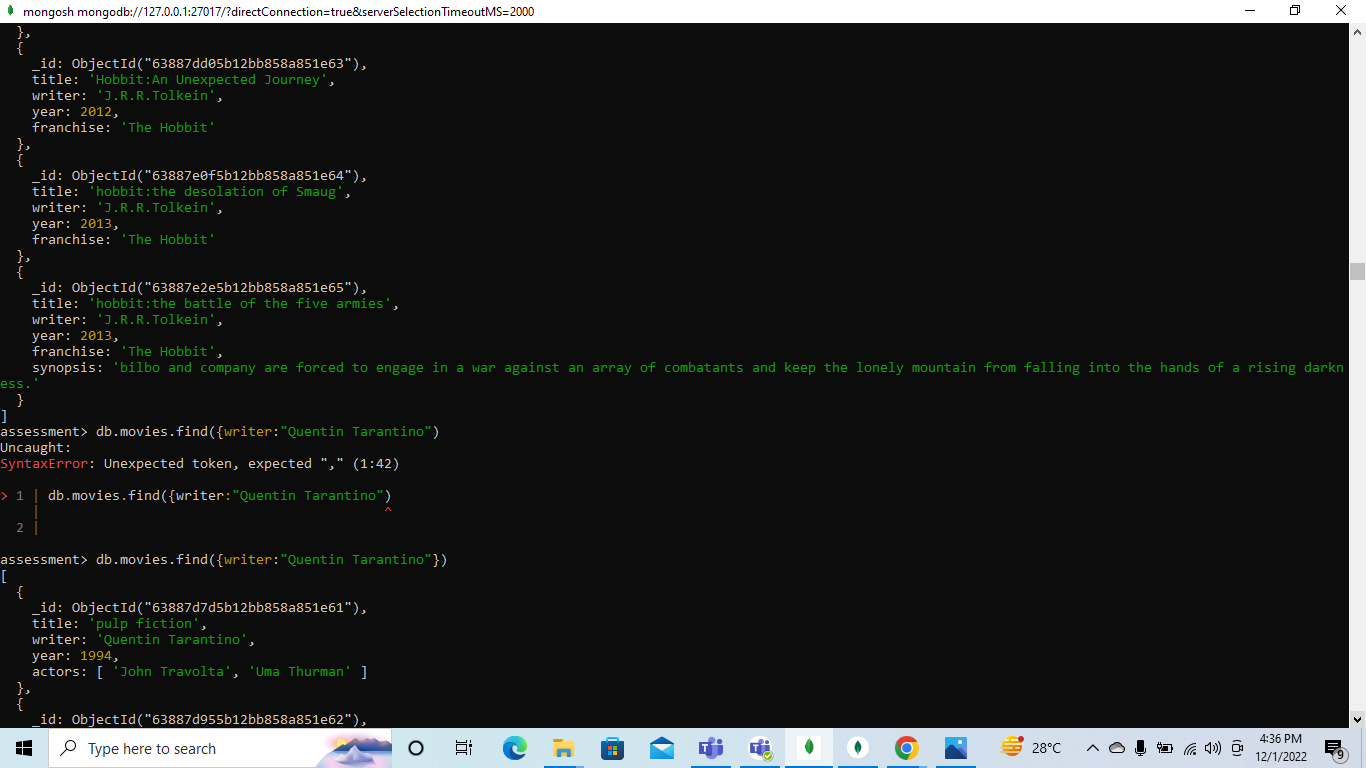 mongosh mongodb://127.0.0.1:27017/?directConnection=true&serverSelectionTimeoutMS=2000
  },
  {
    _id: ObjectId("63887dd05b12bb858a851e63"),
    title: 'Hobbit:An Unexpected Journey',
    writer: 'J.R.R.Tolkein',
    year: 2012,
    franchise: 'The Hobbit'
  },
  {
    _id: ObjectId("63887e0f5b12bb858a851e64"),
    title: 'hobbit:the desolation of Smaug',
    writer: 'J.R.R.Tolkein',
    year: 2013,
    franchise: 'The Hobbit'
  },
  {
    _id: ObjectId("63887e2e5b12bb858a851e65"),
    title: 'hobbit:the battle of the five armies',
    writer: 'J.R.R.Tolkein',
    year: 2013,
    franchise: 'The Hobbit',
    synopsis: 'bilbo and company are forced to engage in a war against an array of combatants and keep the lonely mountain from falling into the hands of a rising darkn
ess.'
  }
]
assessment> db.movies.find({writer:"Quentin Tarantino")
Uncaught:
SyntaxError: Unexpected token, expected "," (1:42)
> 1 | db.movies.find({writer:"Quentin Tarantino")
    |                                           ^
  2 |
assessment> db.movies.find({writer:"Quentin Tarantino"})
[
  {
    _id: ObjectId("63887d7d5b12bb858a851e61"),
    title: 'pulp fiction',
    writer: 'Quentin Tarantino',
    year: 1994,
    actors: [ 'John Travolta', 'Uma Thurman' ]
  },
  {
    _id: ObjectId("63887d955b12bb858a851e62"),
Type here to search
28°C
4:36 PM
12/1/2022
9